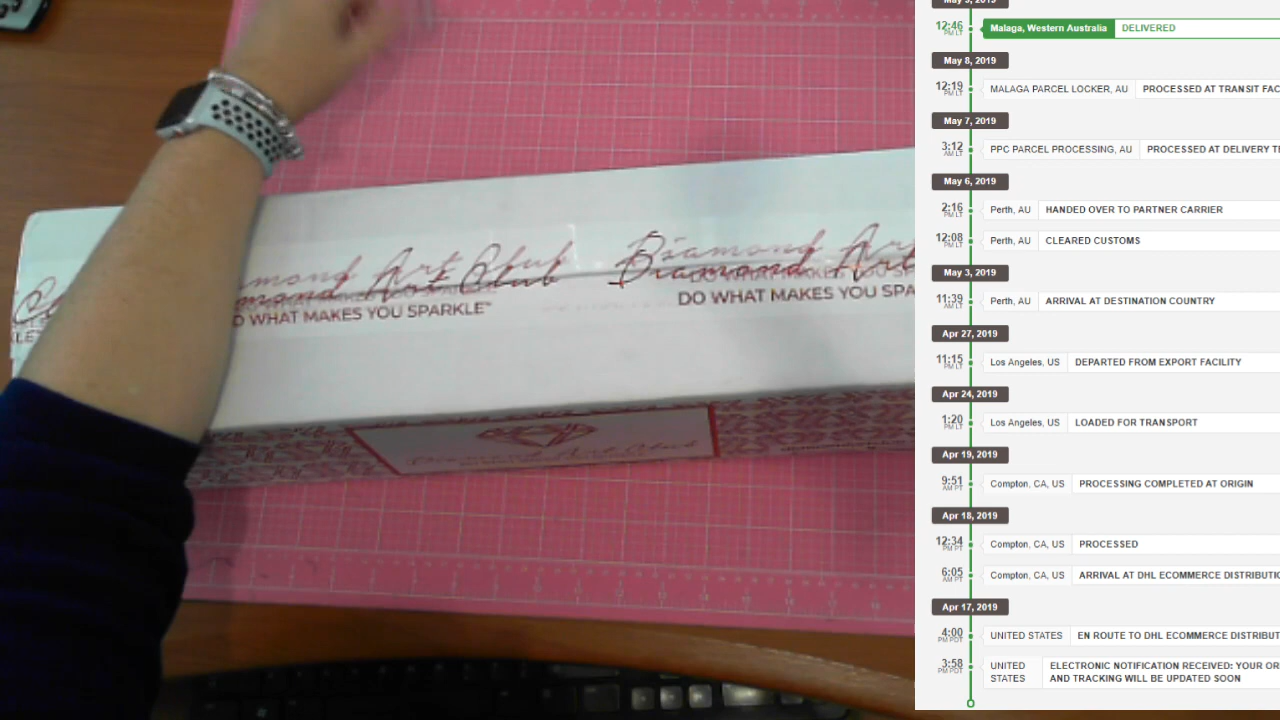 Diamond Art Club
DO WHAT MAKES YOU SPARKLE
DO WHAT MAKES YOU
12:46
PM LT
Malaga, Western Australia
DELIVERED
May 8, 2019
12:19
PM LT
MALAGA PARCEL LOCKER, AU
PROCESSED AT TRANSIT
May 7, 2019
3:12
AM LT
PPC PARCEL PROCESSING, AU
PROCESSED AT DELIVERY
May 6, 2019
2:16
PM LT
Perth, AU
HANDED OVER TO PARTNER CARRIER
12:08
PM LT
Perth, AU
CLEARED CUSTOMS
May 3, 2019
11:39
AM LT
Perth, AU
ARRIVAL AT DESTINATION COUNTRY
Apr 27, 2019
11:15
PM LT
Los Angeles, US
DEPARTED FROM EXPORT FACILITY
Apr 24, 2019
1:20
PM LT
Los Angeles, US
LOADED FOR TRANSPORT
Apr 19, 2019
9:51
AM PT
Compton, CA, US
PROCESSING COMPLETED AT ORIGIN
Apr 18, 2019
12:34
PM PT
Compton, CA, US
PROCESSED
6:05
AM PT
Compton, CA, US
ARRIVAL AT DHL ECOMMERCE
Apr 17, 2019
4:00
PM PDT
UNITED STATES
EN ROUTE TO DHL ECOMMERCE
3:58
PM PDT
UNITED
STATES
ELECTRONIC NOTIFICATION RECEIVED: YOUR
AND TRACKING WILL BE UPDATED SOON